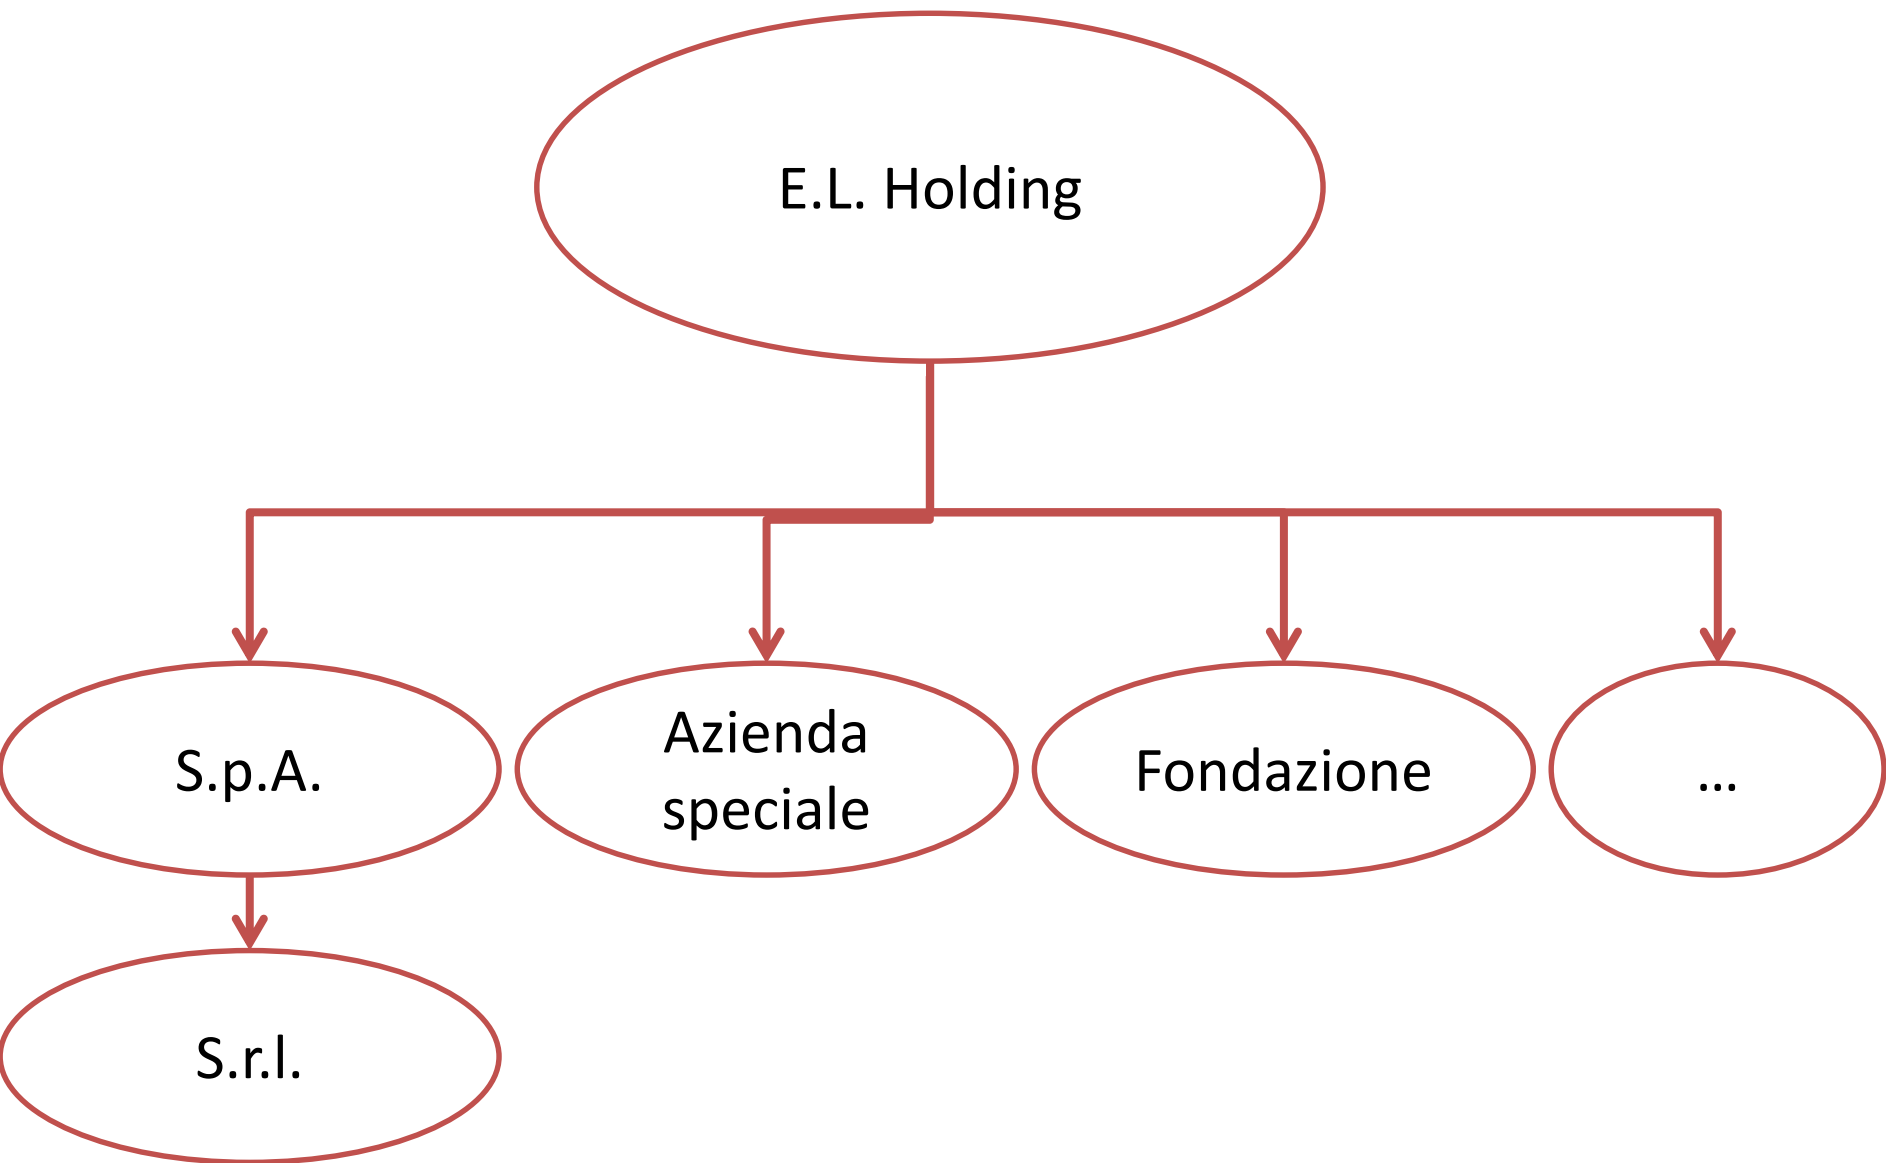 E.L. Holding
S.p.A.
Azienda
speciale
Fondazione
...
S.r.l.